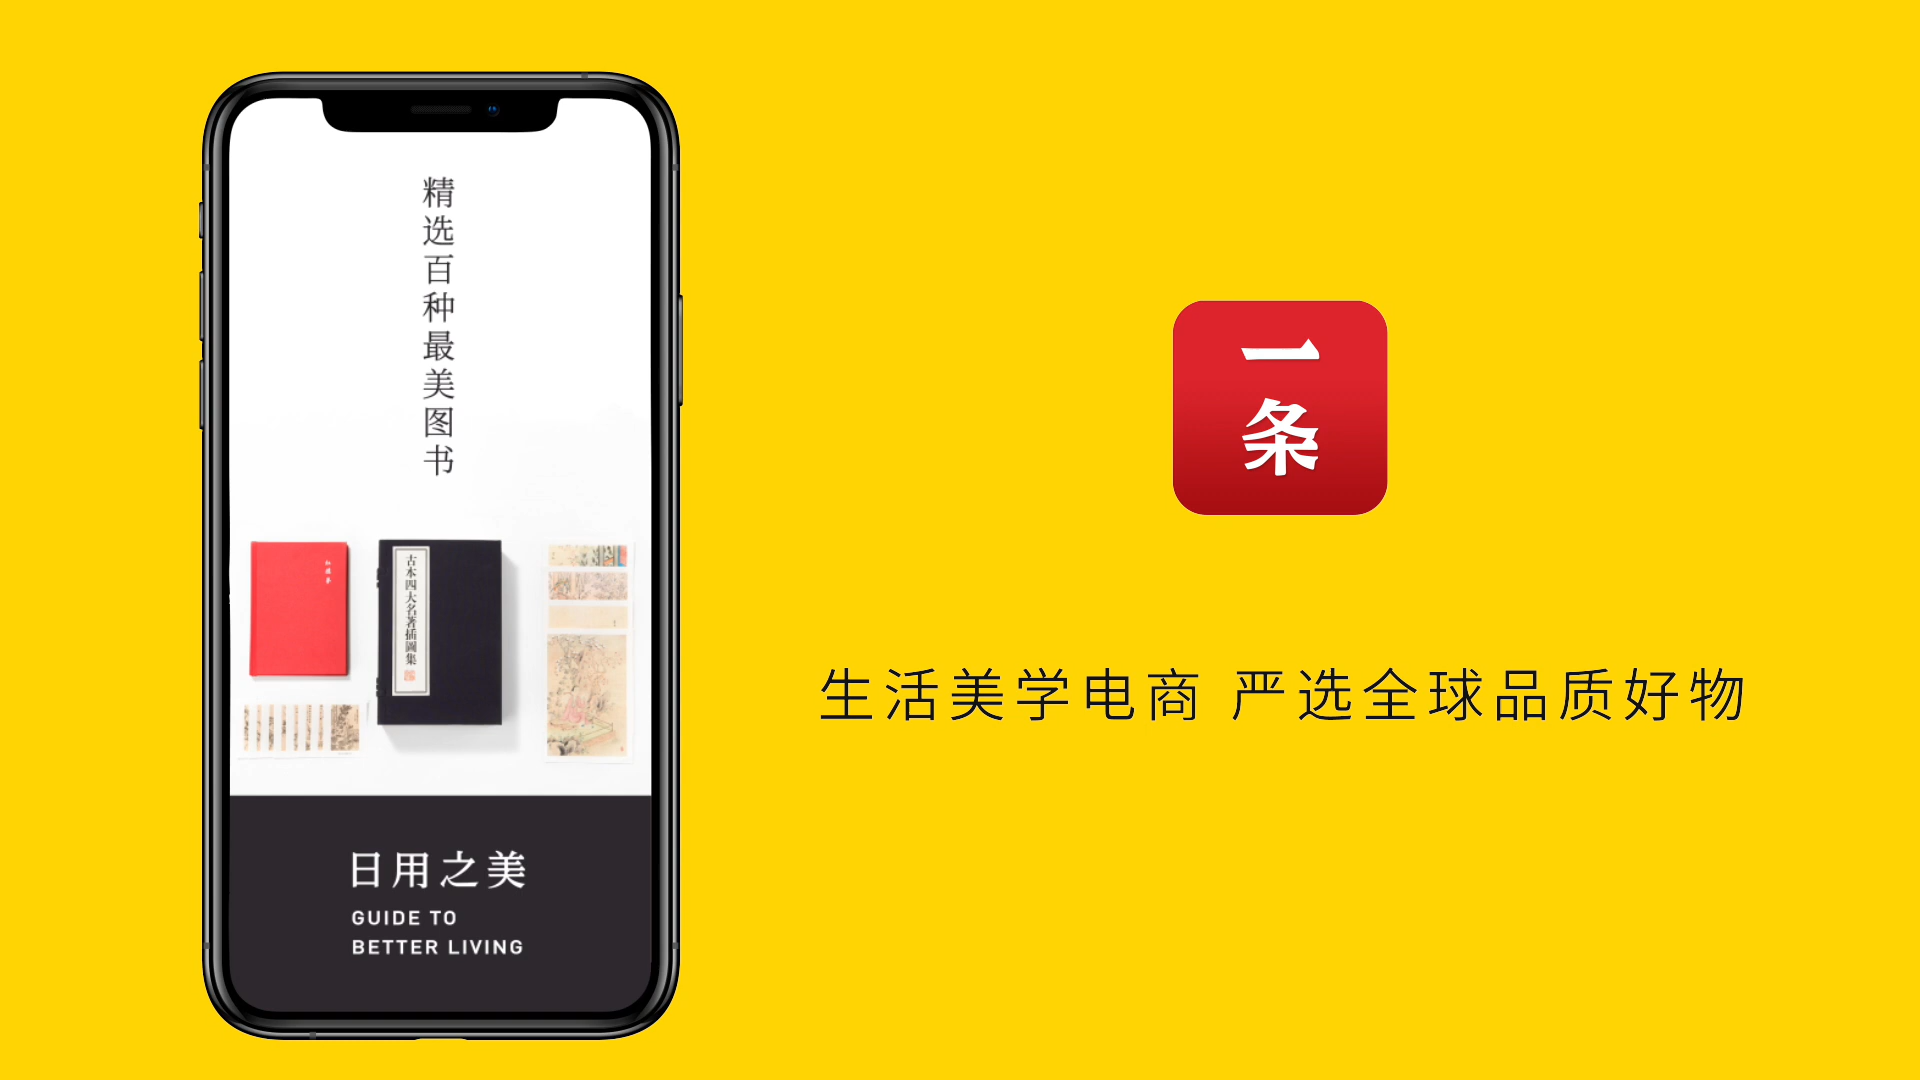 精选百种最美图书
古本四大名著插圖集
日用之美
GUIDE TO
BETTER LIVING
一条
生活美学电商 严选全球品质好物